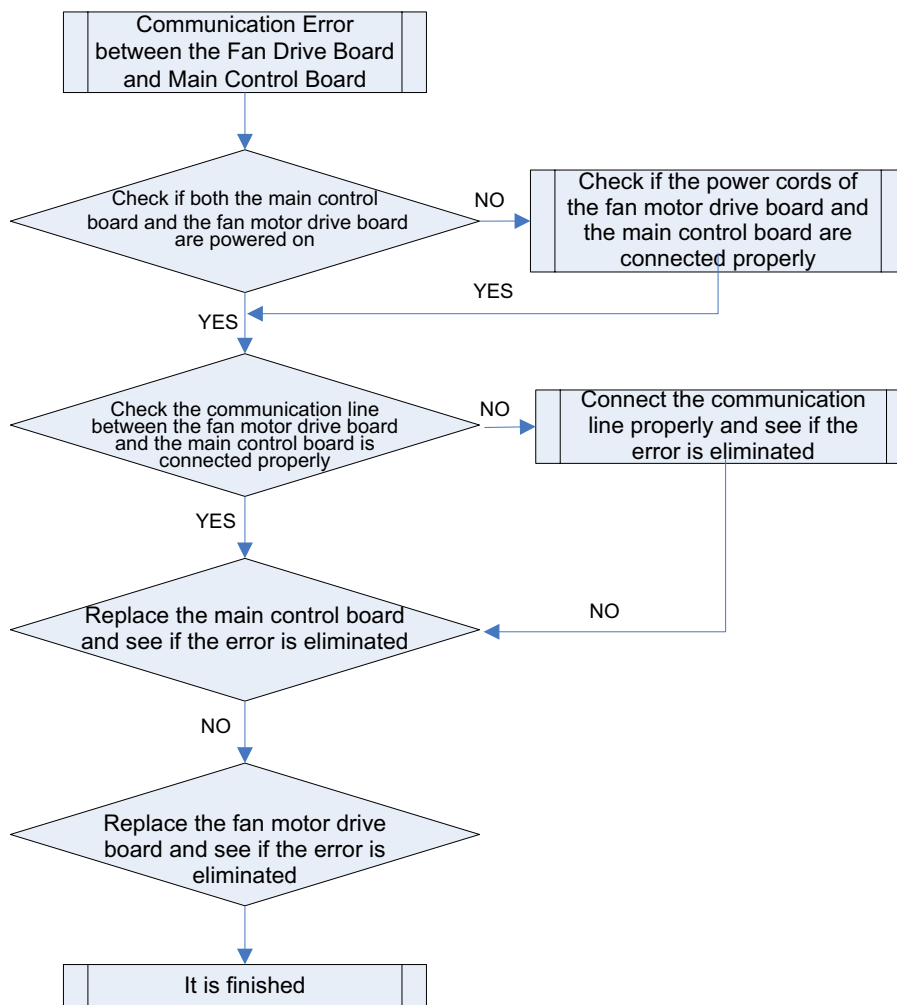 Communication Error
between the Fan Drive Board
and Main Control Board
Check if both the main control
board and the fan motor drive board
are powered on
NO
Check if the power cords of
the fan motor drive board and
the main control board are
connected properly
YES
YES
Check the communication line
between the fan motor drive board
and the main control board is
connected properly
NO
Connect the communication
line properly and see if the
error is eliminated
YES
Replace the main control board
and see if the error is eliminated
NO
NO
Replace the fan motor drive
board and see if the error is
eliminated
It is finished